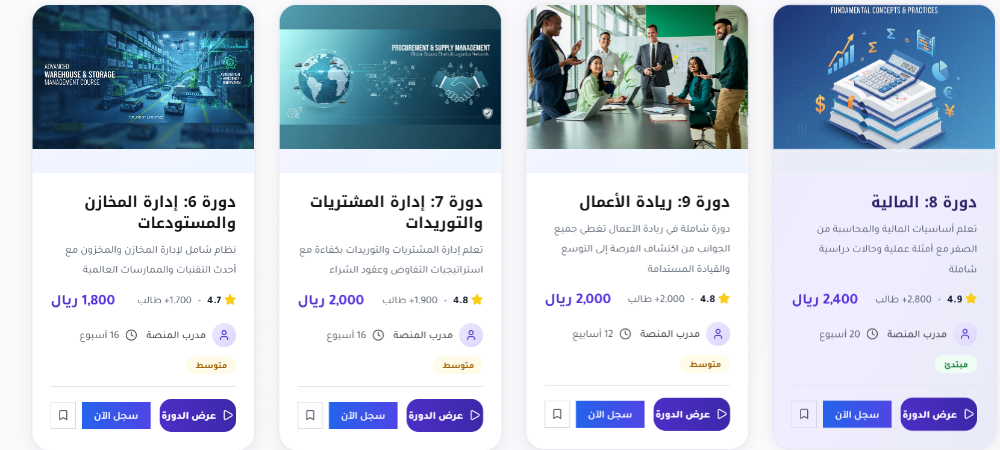 FUNDAMENTAL CONCEPTS & PRACTICES
دورة 8: المالية
تعلم أساسيات المالية والمحاسبة من
الصفر مع أمثلة عملية وحالات دراسية
شاملة
4.9 • 2,800+ طالب 2,400 ريال
مدرب المنصة 20 أسبوع
مبتدئ
عرض الدورة سجل الآن
دورة 9: ريادة الأعمال
دورة شاملة في ريادة الأعمال تغطي جميع
الجوانب من اكتشاف الفرصة إلى التوسع
والقيادة المستدامة
4.8 • 2,000+ طالب 2,000 ريال
مدرب المنصة 12 أسابيع
متوسط
عرض الدورة سجل الآن
PROCUREMENT & SUPPLY MANAGEMENT
Global Supply Chain & Logistics Network
دورة 7: إدارة المشتريات
والتوريدات
تعلم إدارة المشتريات والتوريدات بكفاءة مع
استراتيجيات التفاوض وعقود الشراء
4.8 • 1,900+ طالب 2,000 ريال
مدرب المنصة 16 أسبوع
متوسط
عرض الدورة سجل الآن
ADVANCED
WAREHOUSE & STORAGE
MANAGEMENT COURSE
AUTOMATION
• EFFICIENCY •
INNOVATION
FUTURE OF LOGISTICS
دورة 6: إدارة المخازن
والمستودعات
نظام شامل لإدارة المخازن والمخزون مع
أحدث التقنيات والممارسات العالمية
4.7 • 1,700+ طالب 1,800 ريال
مدرب المنصة 16 أسبوع
متوسط
عرض الدورة سجل الآن